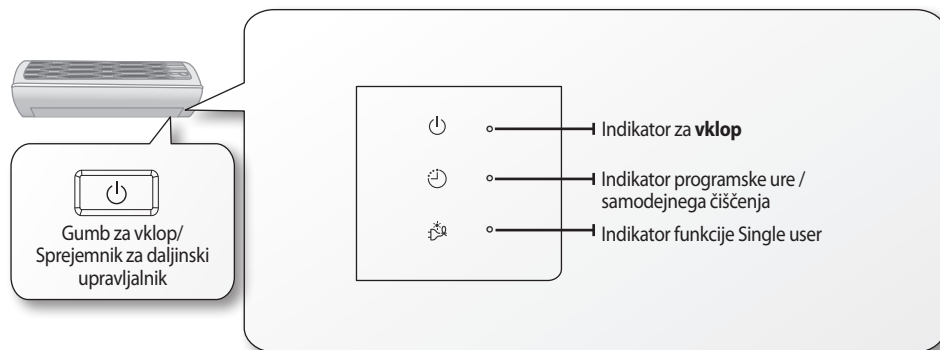 Indikator za vklop
Indikator programske ure /
samodejnega čiščenja
Indikator funkcije Single user
Gumb za vklop/
Sprejemnik za daljinski
upravljalnik